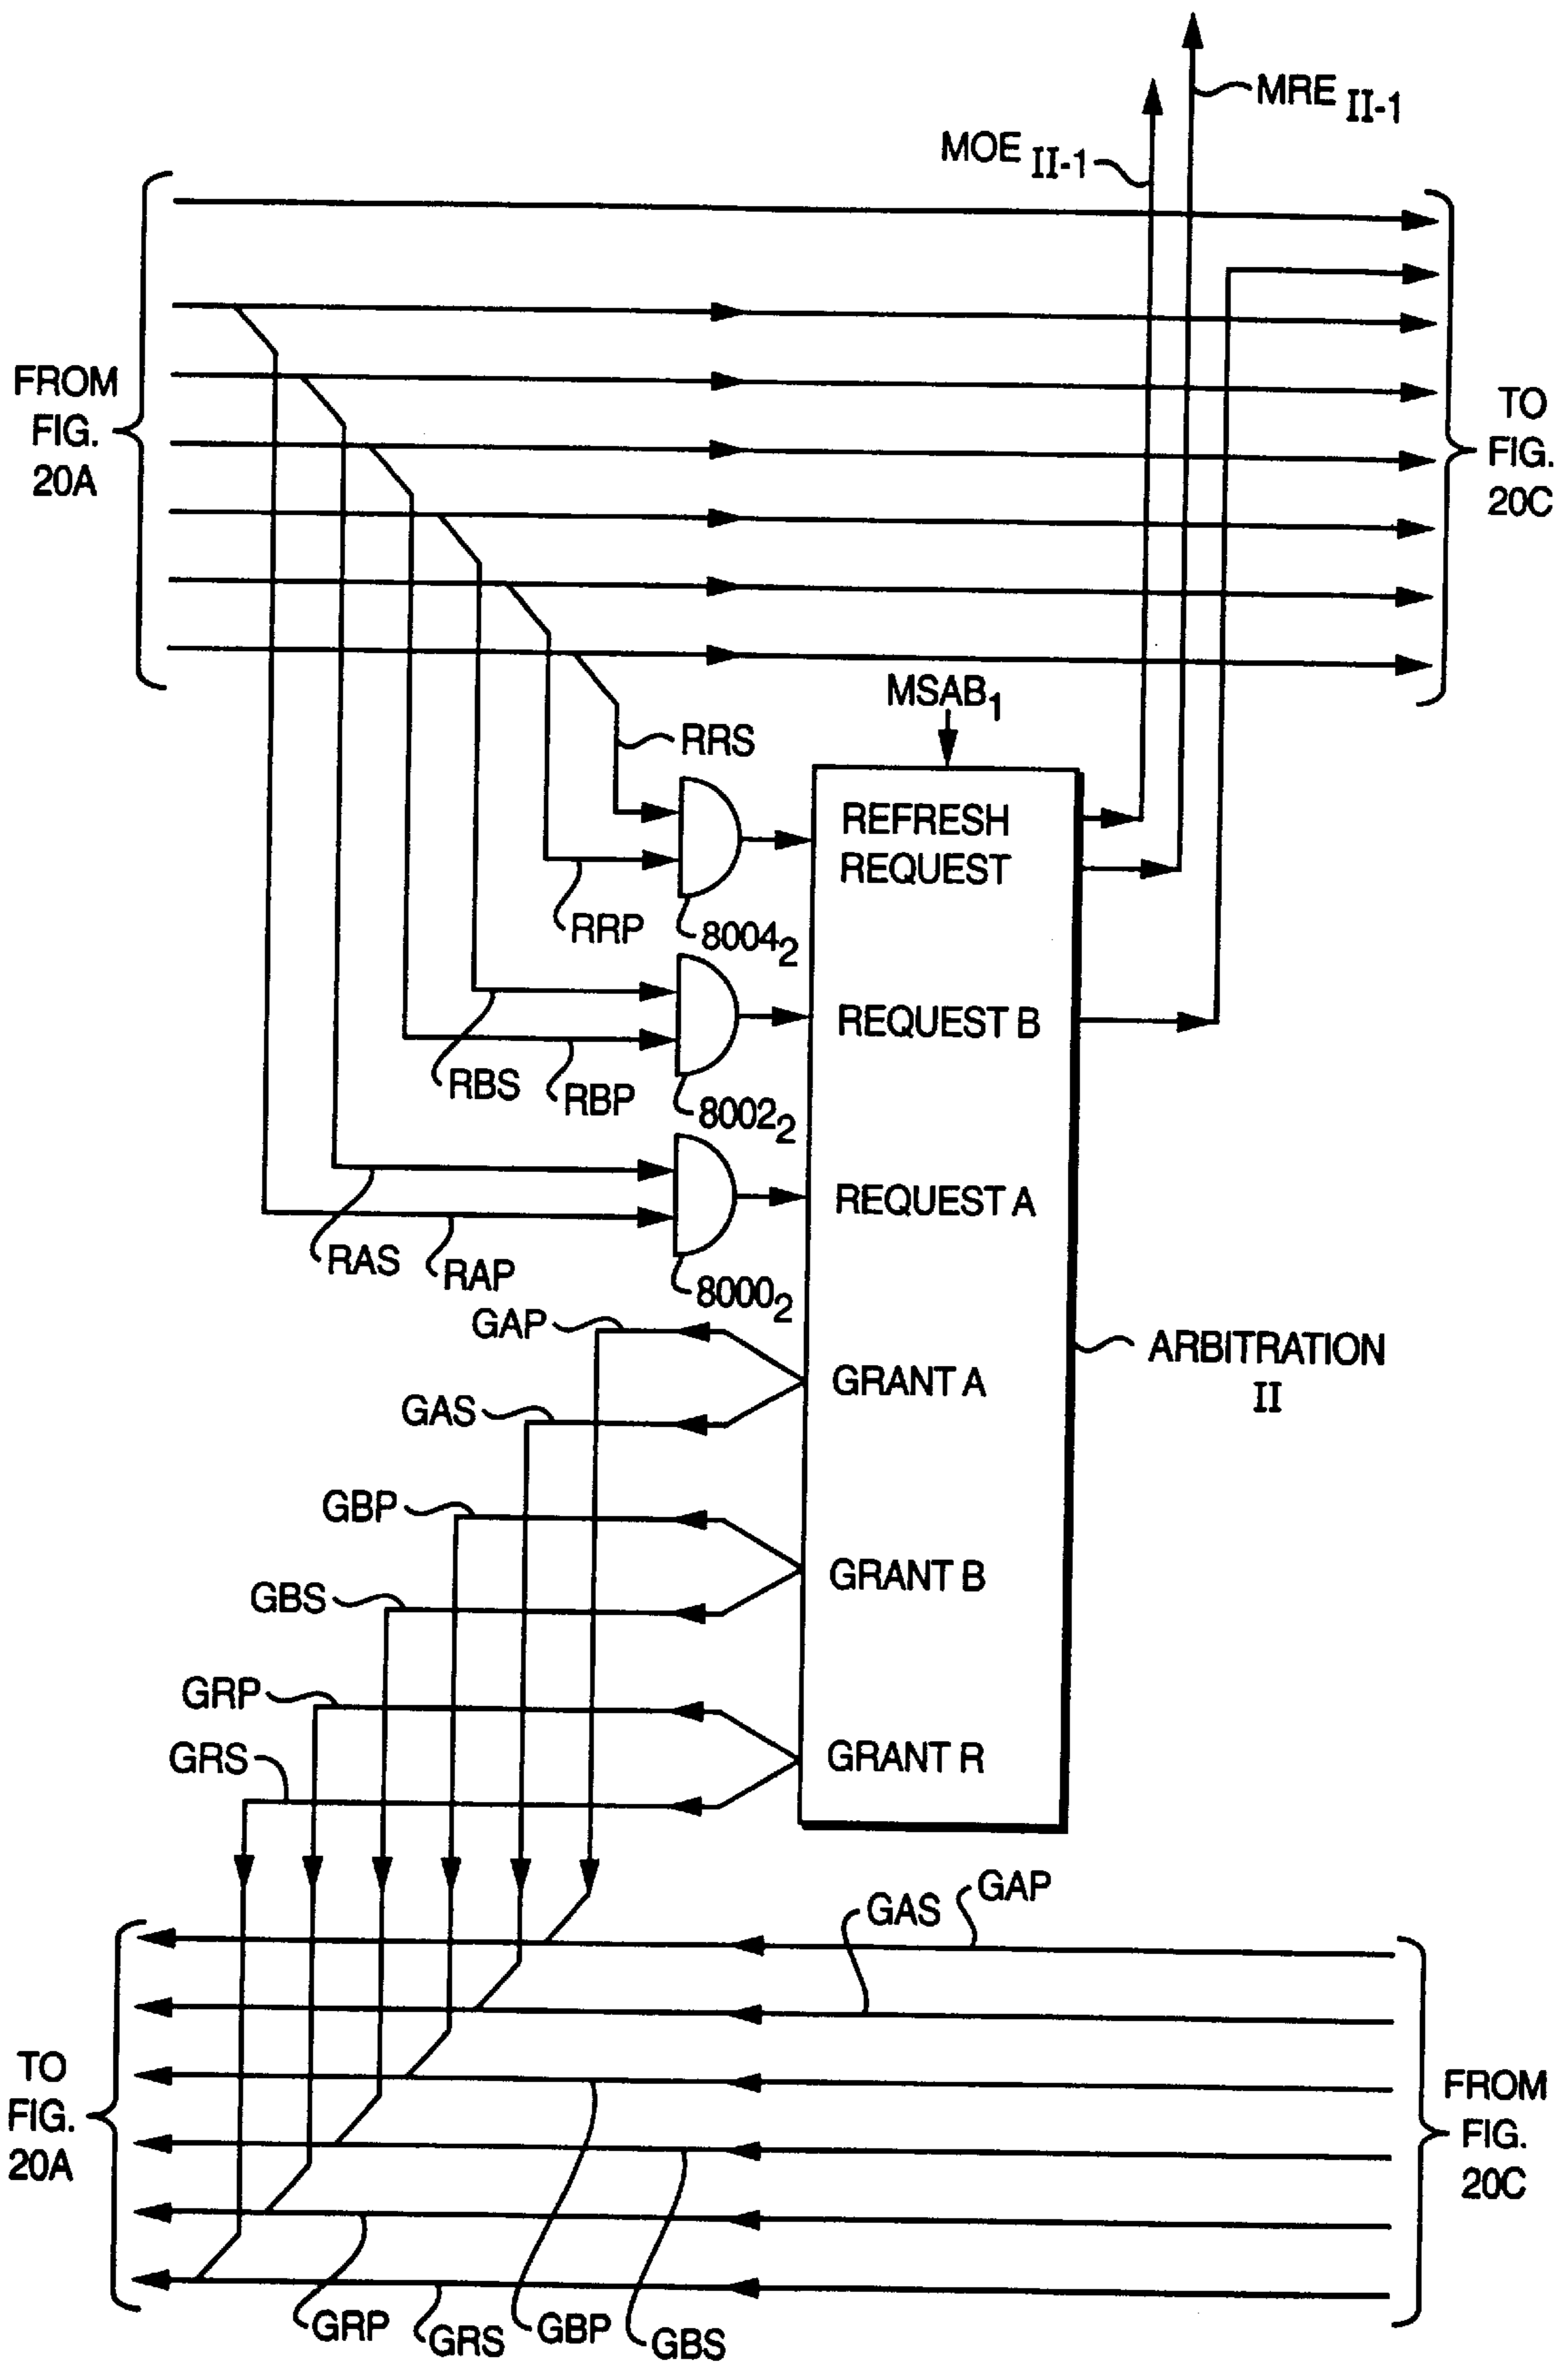 MRE II-1
MOE II-1
FROM
FIG.
20A
TO
FIG.
20C
MSAB1
RRS
REFRESH
REQUEST
RRP
80042
REQUEST B
RBS
RBP
80022
REQUEST A
RAS
RAP
80002
GAP
ARBITRATION
II
GRANT A
GAS
GBP
GRANT B
GBS
GRP
GRS
GRANT R
GAS
GAP
TO
FIG.
20A
FROM
FIG.
20C
GRP
GRS
GBP
GBS